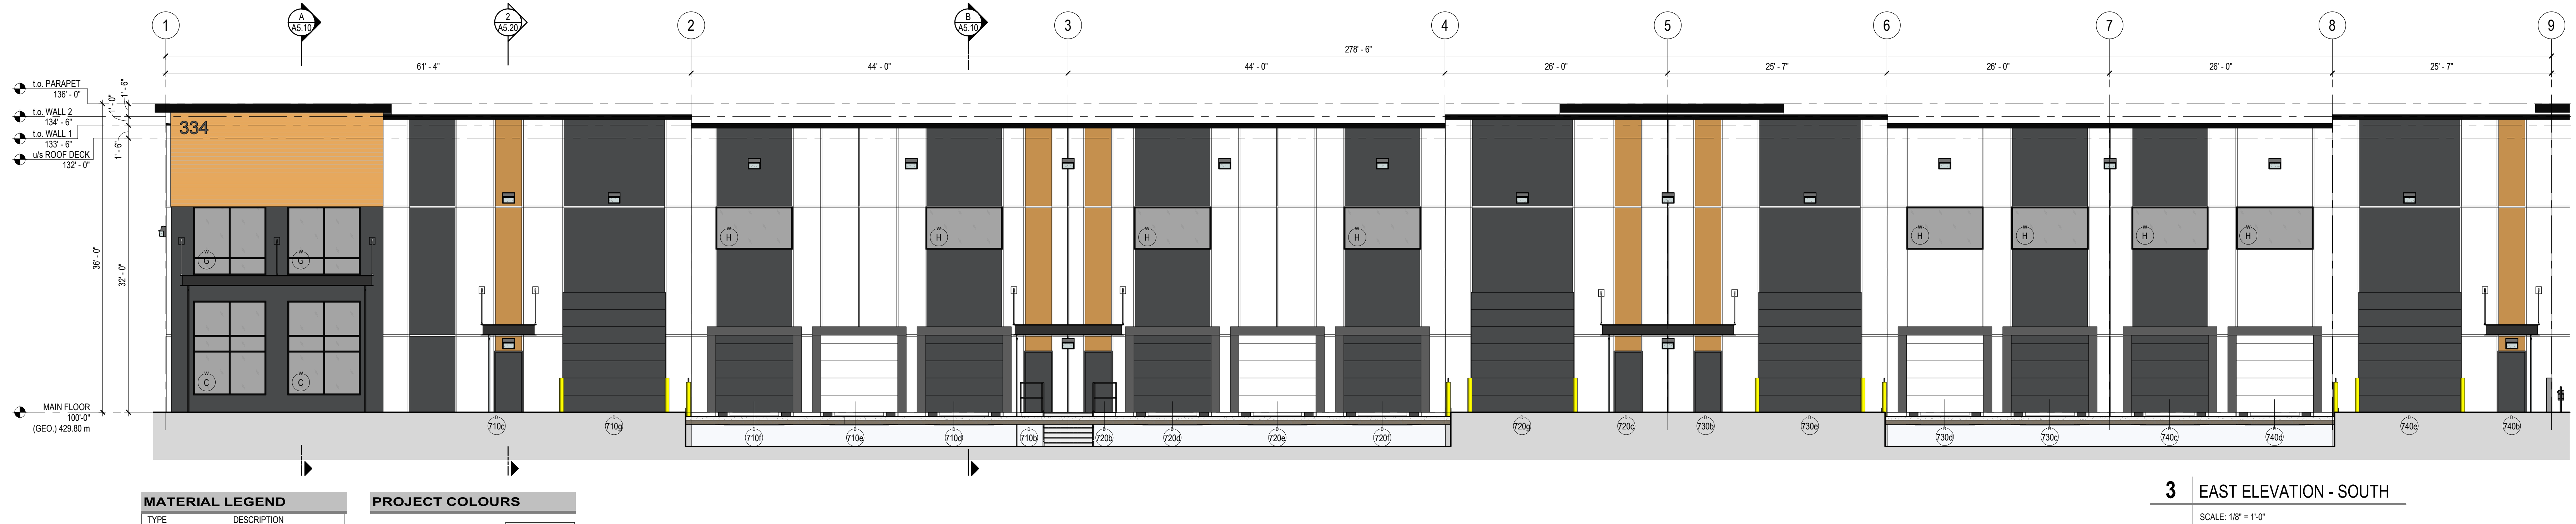 1 A 2 2 B 3 4 5 6 7 8 9
A5.10 A5.20 A5.10
278' - 6"
61' - 4" 44' - 0" 44' - 0" 26' - 0" 25' - 7" 26' - 0" 26' - 0" 25' - 7"
t.o. PARAPET
136' - 0"
t.o. WALL 2
134' - 6"
t.o. WALL 1
133' - 6"
u/s ROOF DECK
132' - 0"
1' - 6"
1' - 0"
1' - 6"
36' - 0"
32' - 0"
334
W G W G
W H W H W H W H W H W H W H W H
W C W C
MAIN FLOOR
100'-0"
(GEO.) 429.80 m
D 710c D 710g D 710f D 710e D 710d D 710b D 720b D 720d D 720e D 720f D 720g D 720c D 730b D 730e D 730d D 730c D 740c D 740d D 740e D 740b
MATERIAL LEGEND
TYPE DESCRIPTION
PROJECT COLOURS
3 EAST ELEVATION - SOUTH
SCALE: 1/8" = 1'-0"